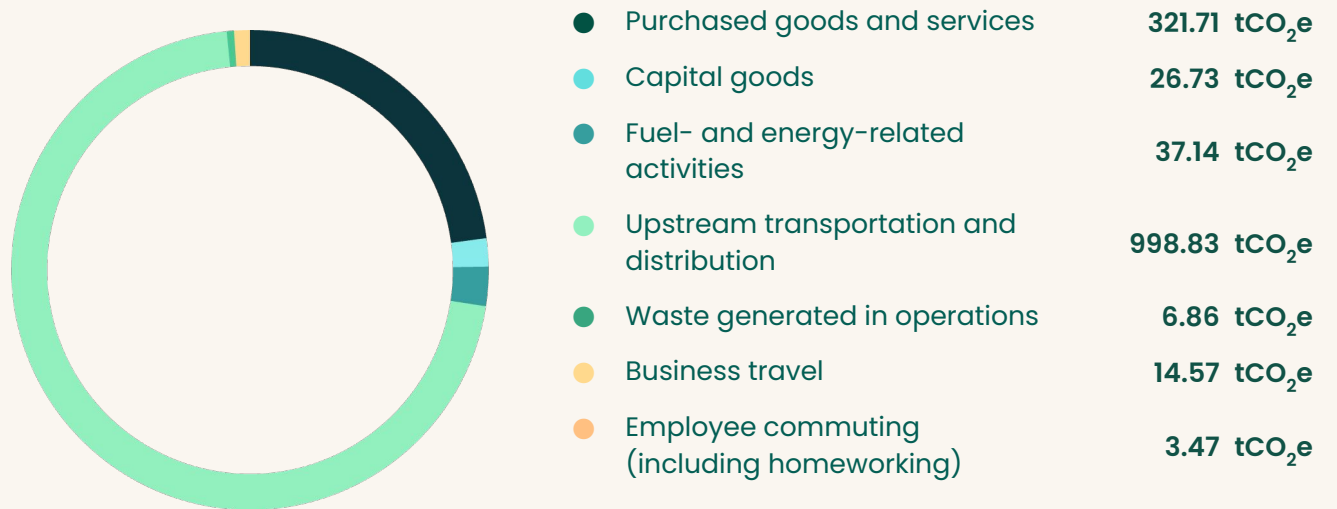 Purchased goods and services 321.71 tCO₂e
Capital goods 26.73 tCO₂e
Fuel- and energy-related
activities 37.14 tCO₂e
Upstream transportation and
distribution 998.83 tCO₂e
Waste generated in operations 6.86 tCO₂e
Business travel 14.57 tCO₂e
Employee commuting
(including homeworking) 3.47 tCO₂e